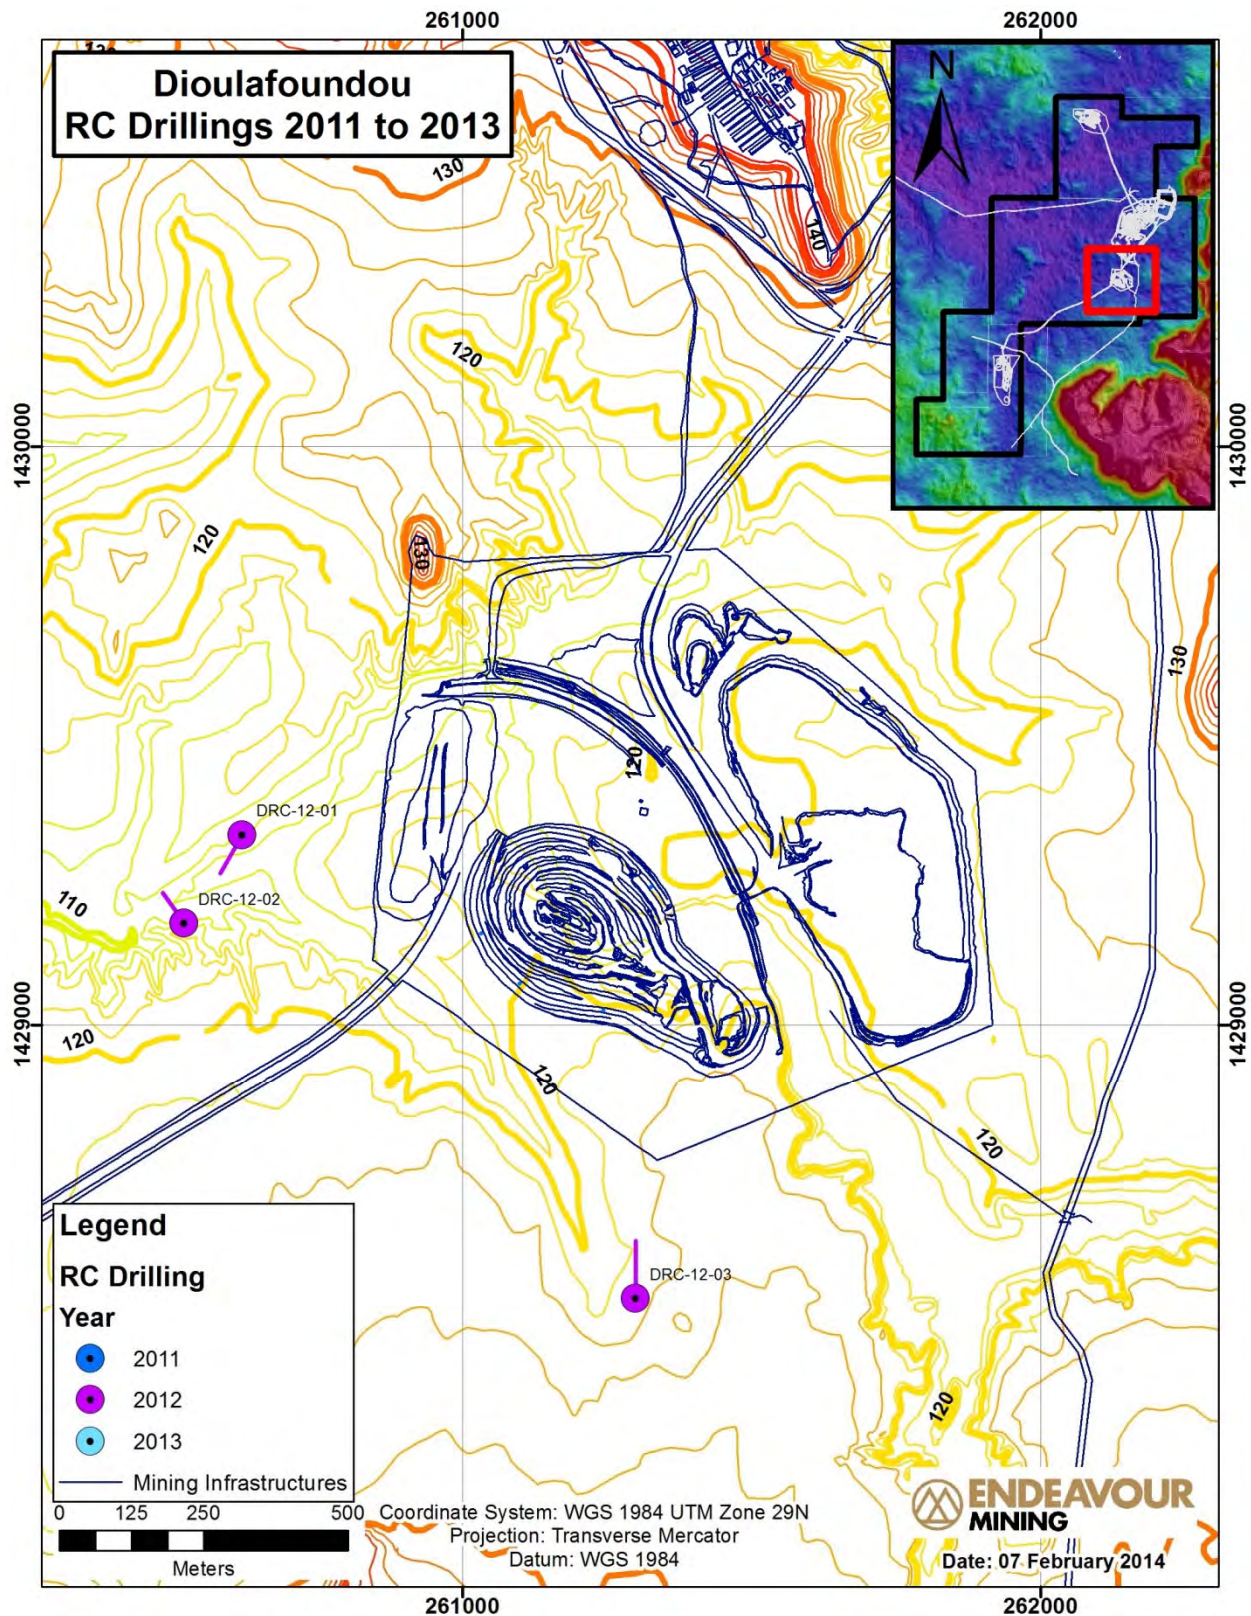 261000
262000
Dioulafoundou
RC Drillings 2011 to 2013
N
130
130
140
120
1430000
1430000
120
130
130
120
DRC-12-01
DRC-12-02
110
1429000
1429000
120
120
120
DRC-12-03
120
Legend
RC Drilling
Year
2011
2012
2013
Mining Infrastructures
0 125 250 500
Meters
Coordinate System: WGS 1984 UTM Zone 29N
Projection: Transverse Mercator
Datum: WGS 1984
ENDEAVOUR
MINING
Date: 07 February 2014
261000
262000